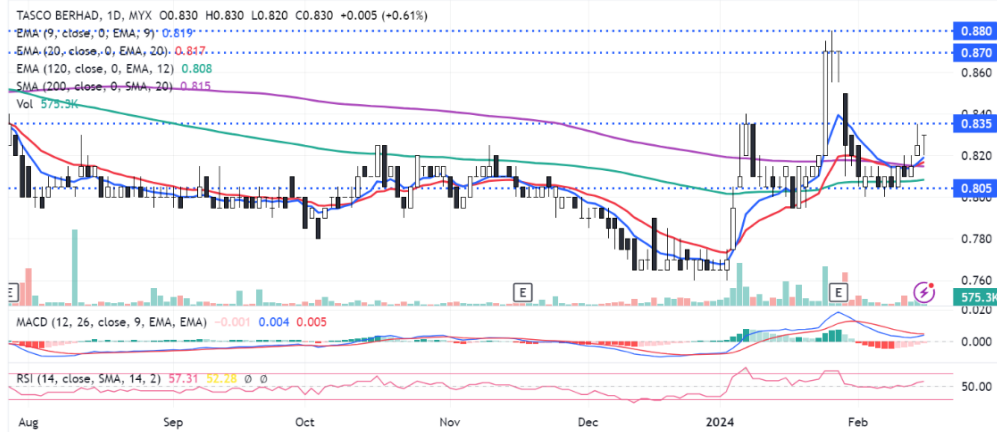 TASCO BERHAD, 1D, MYX O0.830 H0.830 L0.820 C0.830 +0.005 (+0.61%)
EMA (9, close, 0, EMA, 9) 0.819
EMA (20, close, 0, EMA, 20) 0.817
EMA (120, close, 0, EMA, 12) 0.808
SMA (200, close, 0, SMA, 20) 0.815
Vol 575.3K
0.880
0.870
0.860
0.840
0.835
0.820
0.805
0.800
0.780
0.760
E
E
E
575.3K
0.020
MACD (12, 26, close, 9, EMA, EMA) −0.001 0.004 0.005
0.000
RSI (14, close, SMA, 14, 2) 57.31 52.28 Ø Ø
50.00
Aug Sep Oct Nov Dec 2024 Feb